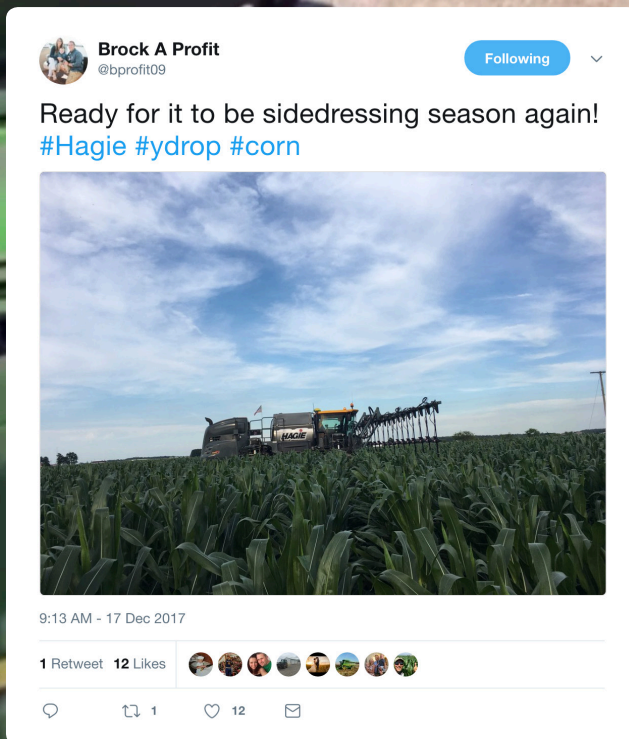 Brock A Profit
@bprofit09
Following
Ready for it to be sidedressing season again!
#Hagie #ydrop #corn
HAGIE
9:13 AM - 17 Dec 2017
1 Retweet 12 Likes
1 12